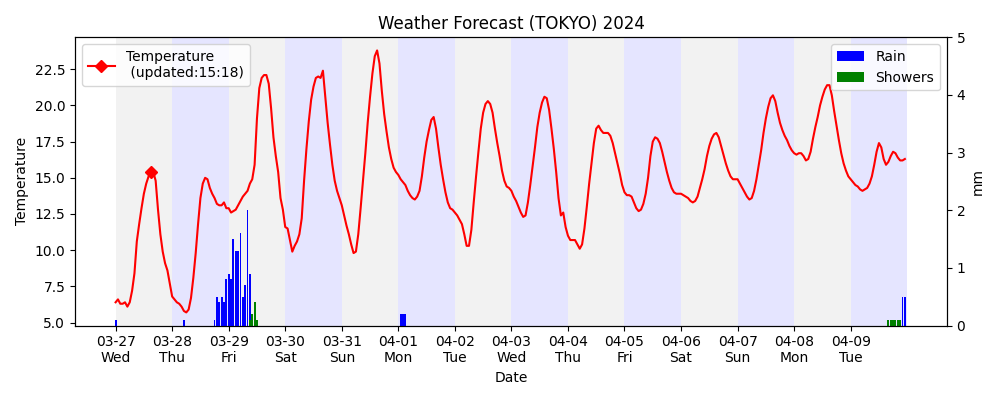 Weather Forecast (TOKYO) 2024
Temperature
(updated:15:18)
Rain
Showers
Temperature
22.5
20.0
17.5
15.0
12.5
10.0
7.5
5.0
5
4
3
2
1
0
mm
03-27 03-28 03-29 03-30 03-31 04-01 04-02 04-03 04-04 04-05 04-06 04-07 04-08 04-09
Wed Thu Fri Sat Sun Mon Tue Wed Thu Fri Sat Sun Mon Tue
Date